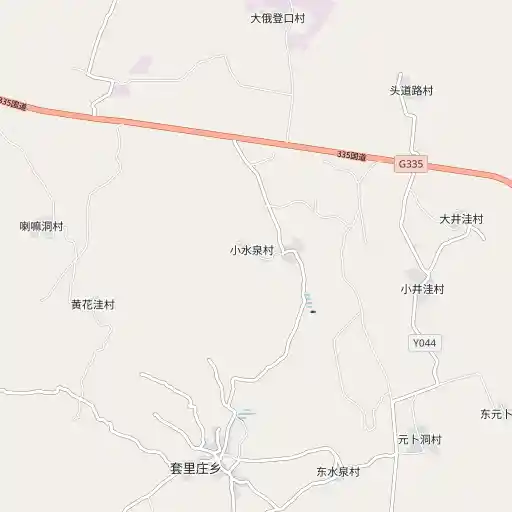 大俄登口村
头道路村
335国道
335国道
G335
大井洼村
喇嘛洞村
小水泉村
小井洼村
黄花洼村
Y044
东元卜
元卜洞村
套里庄乡
东水泉村